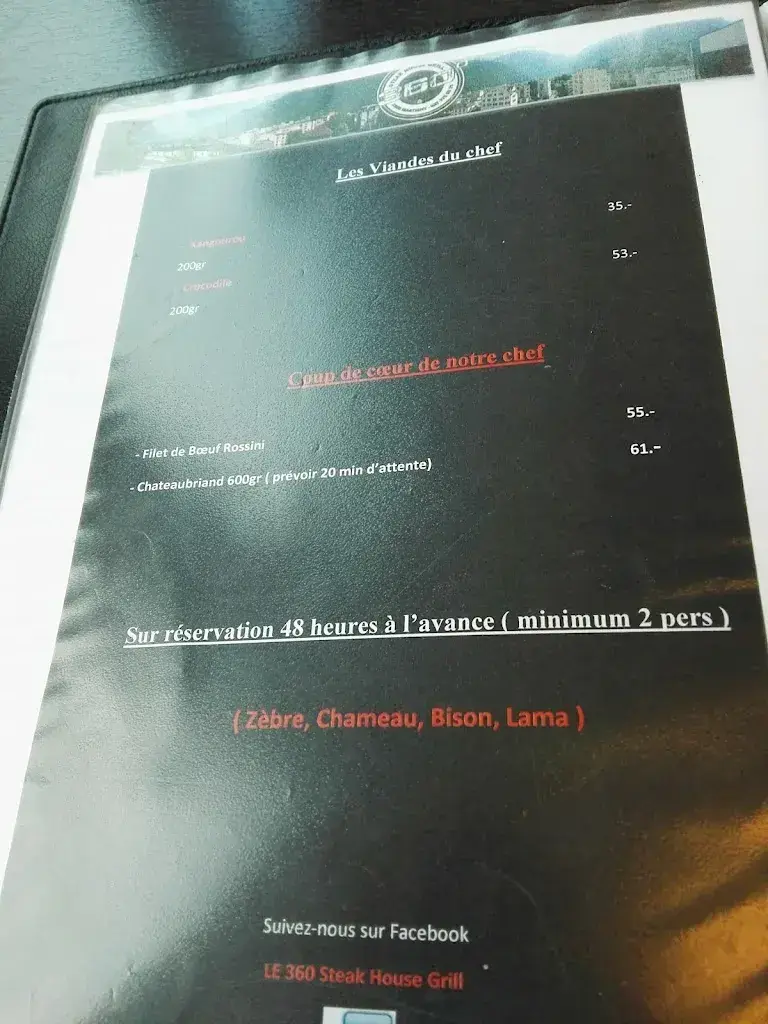 Les Viandes du chef
35.-
Kangourou
200gr
53.-
Crocodile
200gr
Coup de cœur de notre chef
55.-
- Filet de Bœuf Rossini
61.-
- Chateaubriand 600gr ( prévoir 20 min d'attente)
Sur réservation 48 heures à l'avance ( minimum 2 pers )
( Zèbre, Chameau, Bison, Lama )
Suivez-nous sur Facebook
LE 360 Steak House Grill